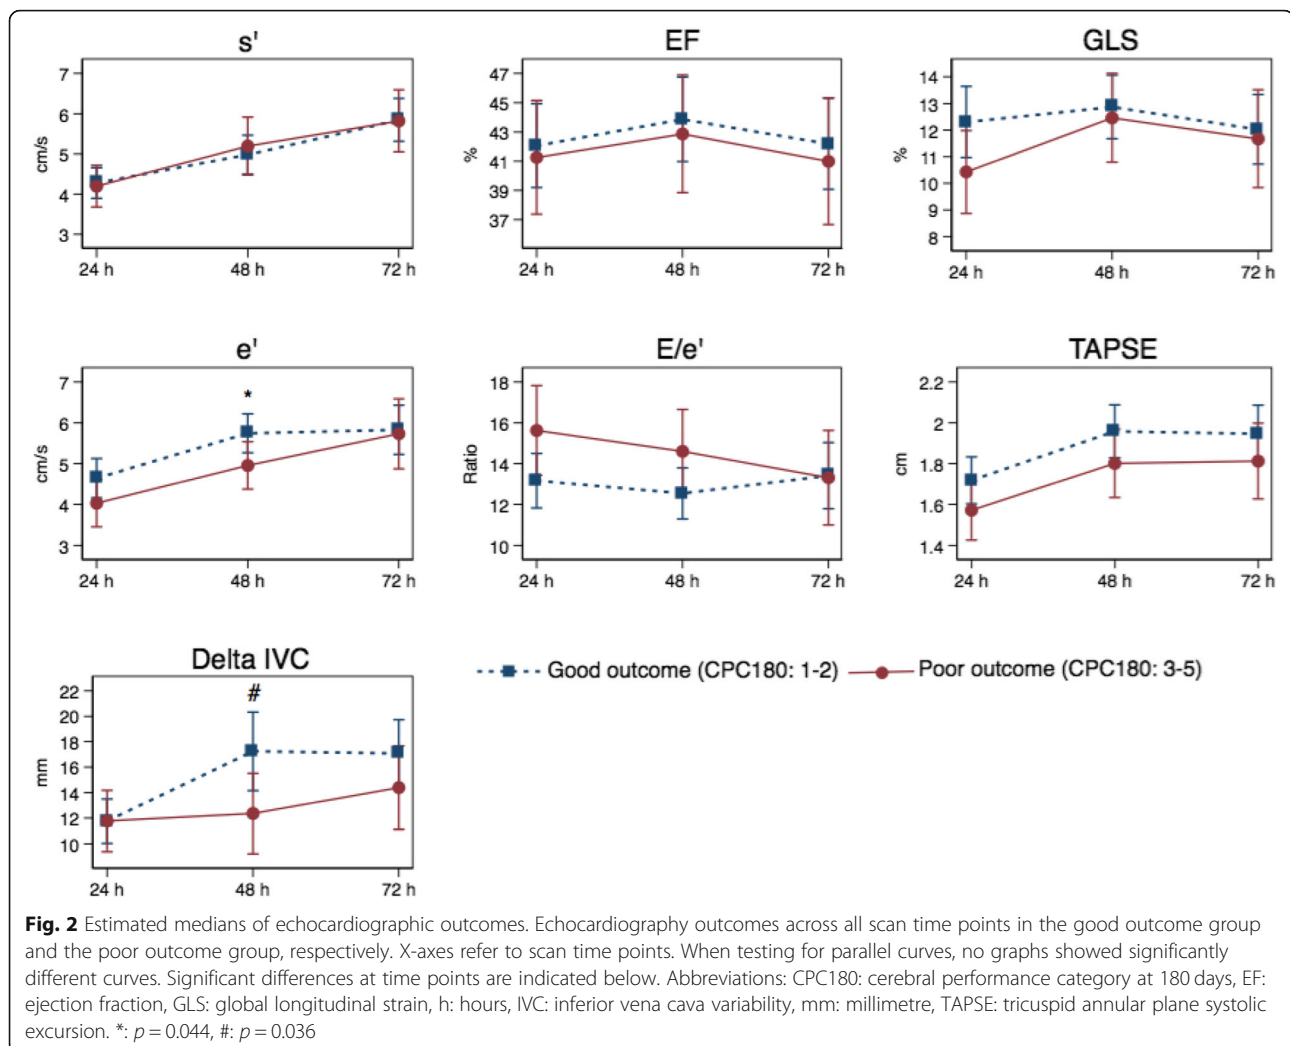 s'
7
6
5
4
3
cm/s
24 h 48 h 72 h
EF
47
45
43
41
39
37
%
24 h 48 h 72 h
GLS
14
13
12
11
10
9
8
%
24 h 48 h 72 h
e'
7
6
5
4
3
cm/s
*
24 h 48 h 72 h
E/e'
18
16
14
12
10
Ratio
24 h 48 h 72 h
TAPSE
2.2
2
1.8
1.6
1.4
cm
24 h 48 h 72 h
Delta IVC
22
20
18
16
14
12
10
mm
#
24 h 48 h 72 h
Good outcome (CPC180: 1-2) Poor outcome (CPC180: 3-5)
Fig. 2 Estimated medians of echocardiographic outcomes. Echocardiography outcomes across all scan time points in the good outcome group
and the poor outcome group, respectively. X-axes refer to scan time points. When testing for parallel curves, no graphs showed significantly
different curves. Significant differences at time points are indicated below. Abbreviations: CPC180: cerebral performance category at 180 days, EF:
ejection fraction, GLS: global longitudinal strain, h: hours, IVC: inferior vena cava variability, mm: millimetre, TAPSE: tricuspid annular plane systolic
excursion. *: p = 0.044, #: p = 0.036